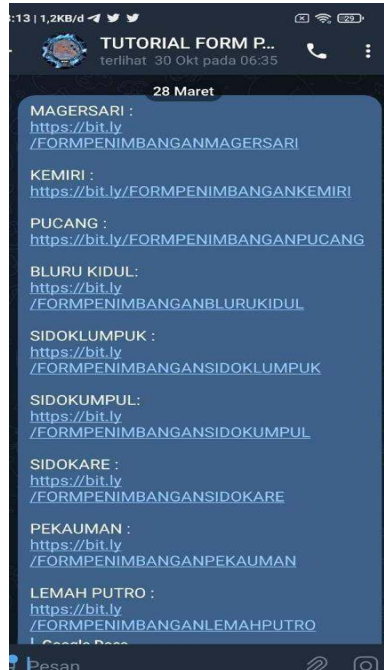 :13 | 1,2KB/d
29
TUTORIAL FORM P...
terlihat 30 Okt pada 06:35
28 Maret
MAGERSARI :
https://bit.ly
/FORMPENIMBANGANMAGERSARI
KEMIRI :
https://bit.ly/FORMPENIMBANGANKEMIRI
PUCANG :
https://bit.ly/FORMPENIMBANGANPUCANG
BLURU KIDUL:
https://bit.ly
/FORMPENIMBANGANBLURUKIDUL
SIDOKLUMPUK :
https://bit.ly
/FORMPENIMBANGANSIDOKLUMPUK
SIDOKUMPUL:
https://bit.ly
/FORMPENIMBANGANSIDOKUMPUL
SIDOKARE :
https://bit.ly
/FORMPENIMBANGANSIDOKARE
PEKAUMAN :
https://bit.ly
/FORMPENIMBANGANPEKAUMAN
LEMAH PUTRO :
https://bit.ly
/FORMPENIMBANGANLEMAHPUTRO
Google Docs
Pesan